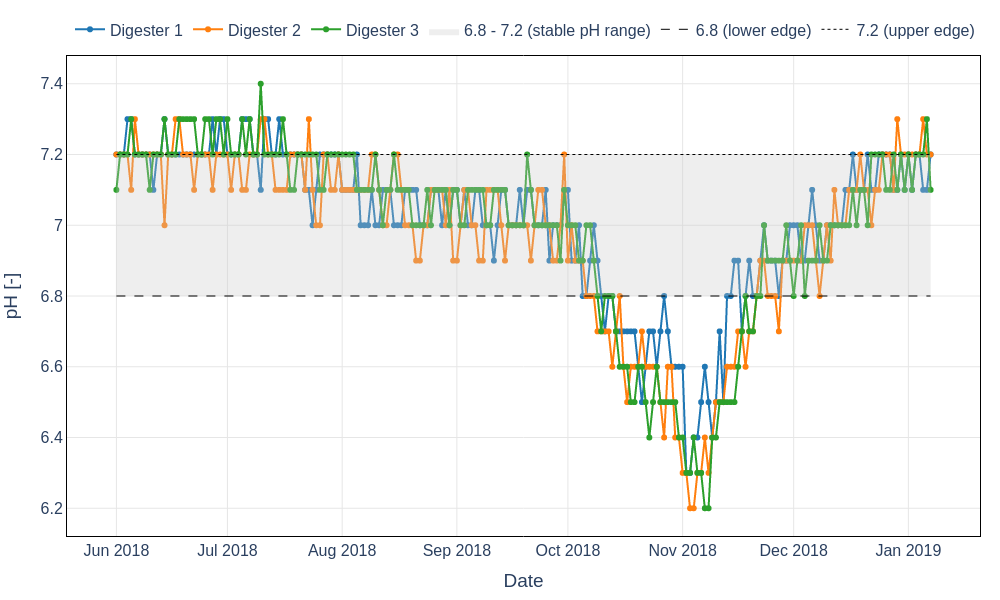 Digester 1 Digester 2 Digester 3 6.8 - 7.2 (stable pH range) 6.8 (lower edge) 7.2 (upper edge)
7.4
7.2
7
6.8
6.6
6.4
6.2
pH [-]
Jun 2018 Jul 2018 Aug 2018 Sep 2018 Oct 2018 Nov 2018 Dec 2018 Jan 2019
Date